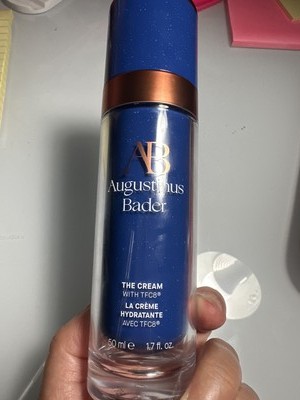 AB
Augustinus
Bader
THE CREAM
WITH TFC8®
LA CRÈME
HYDRATANTE
AVEC TFC8®
50 ml e 1.7 fl. oz.